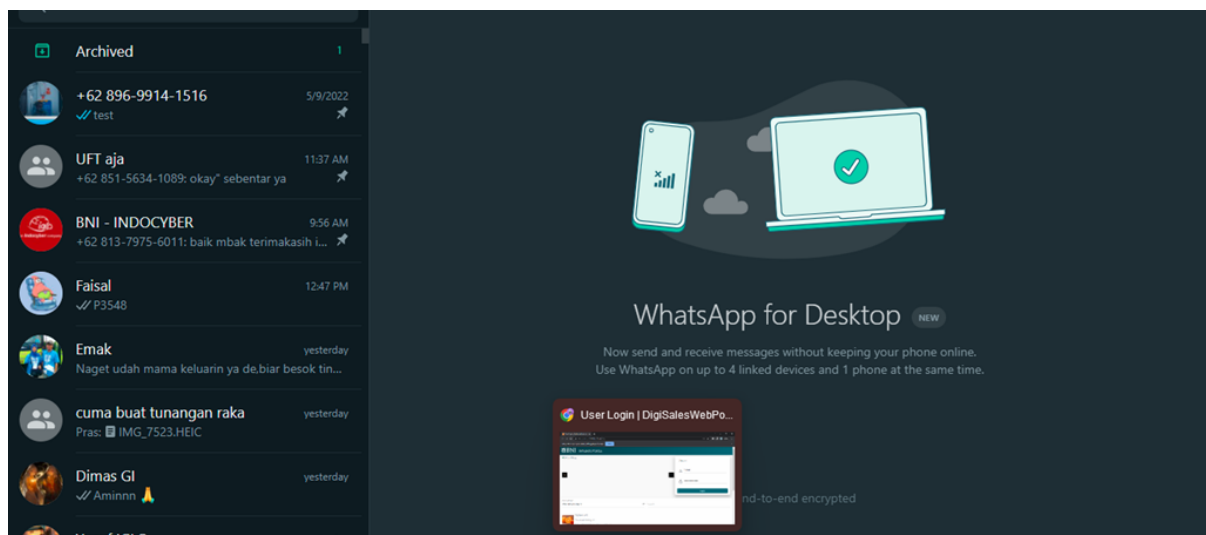 Archived 1
+62 896-9914-1516 5/9/2022
test
UFT aja 11:37 AM
+62 851-5634-1089: okay" sebentar ya
BNI - INDOCYBER 9:56 AM
+62 813-7975-6011: baik mbak terimakasih i...
Faisal 12:47 PM
P3548
Emak yesterday
Naget udah mama keluarin ya de,biar besok tin...
cuma buat tunangan raka yesterday
Pras: IMG_7523.HEIC
Dimas GI yesterday
Aminnn 🙏
WhatsApp for Desktop NEW
Now send and receive messages without keeping your phone online.
Use WhatsApp on up to 4 linked devices and 1 phone at the same time.
User Login | DigiSalesWebPo...
nd-to-end encrypted